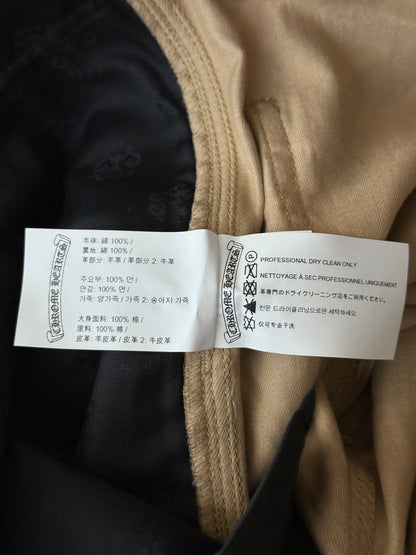 CHROME HEARTS
本体: 綿 100% /
裏地: 綿 100% /
革部分: 羊革 / 革部分 2: 牛革
주요부: 100% 면 /
안감: 100% 면 /
가죽: 양가죽 / 가죽 2: 송아지 가죽
大身面料: 100% 棉 /
里料: 100% 棉 /
皮革: 羊皮革 / 皮革 2: 牛皮革
CHROME HEARTS
P
PROFESSIONAL DRY CLEAN ONLY
NETTOYAGE À SEC PROFESSIONNEL UNIQUEMENT
革専門のドライクリーニング店をご利用ください。
전문 드라이클리닝으로만 세탁하세요
仅可专业干洗